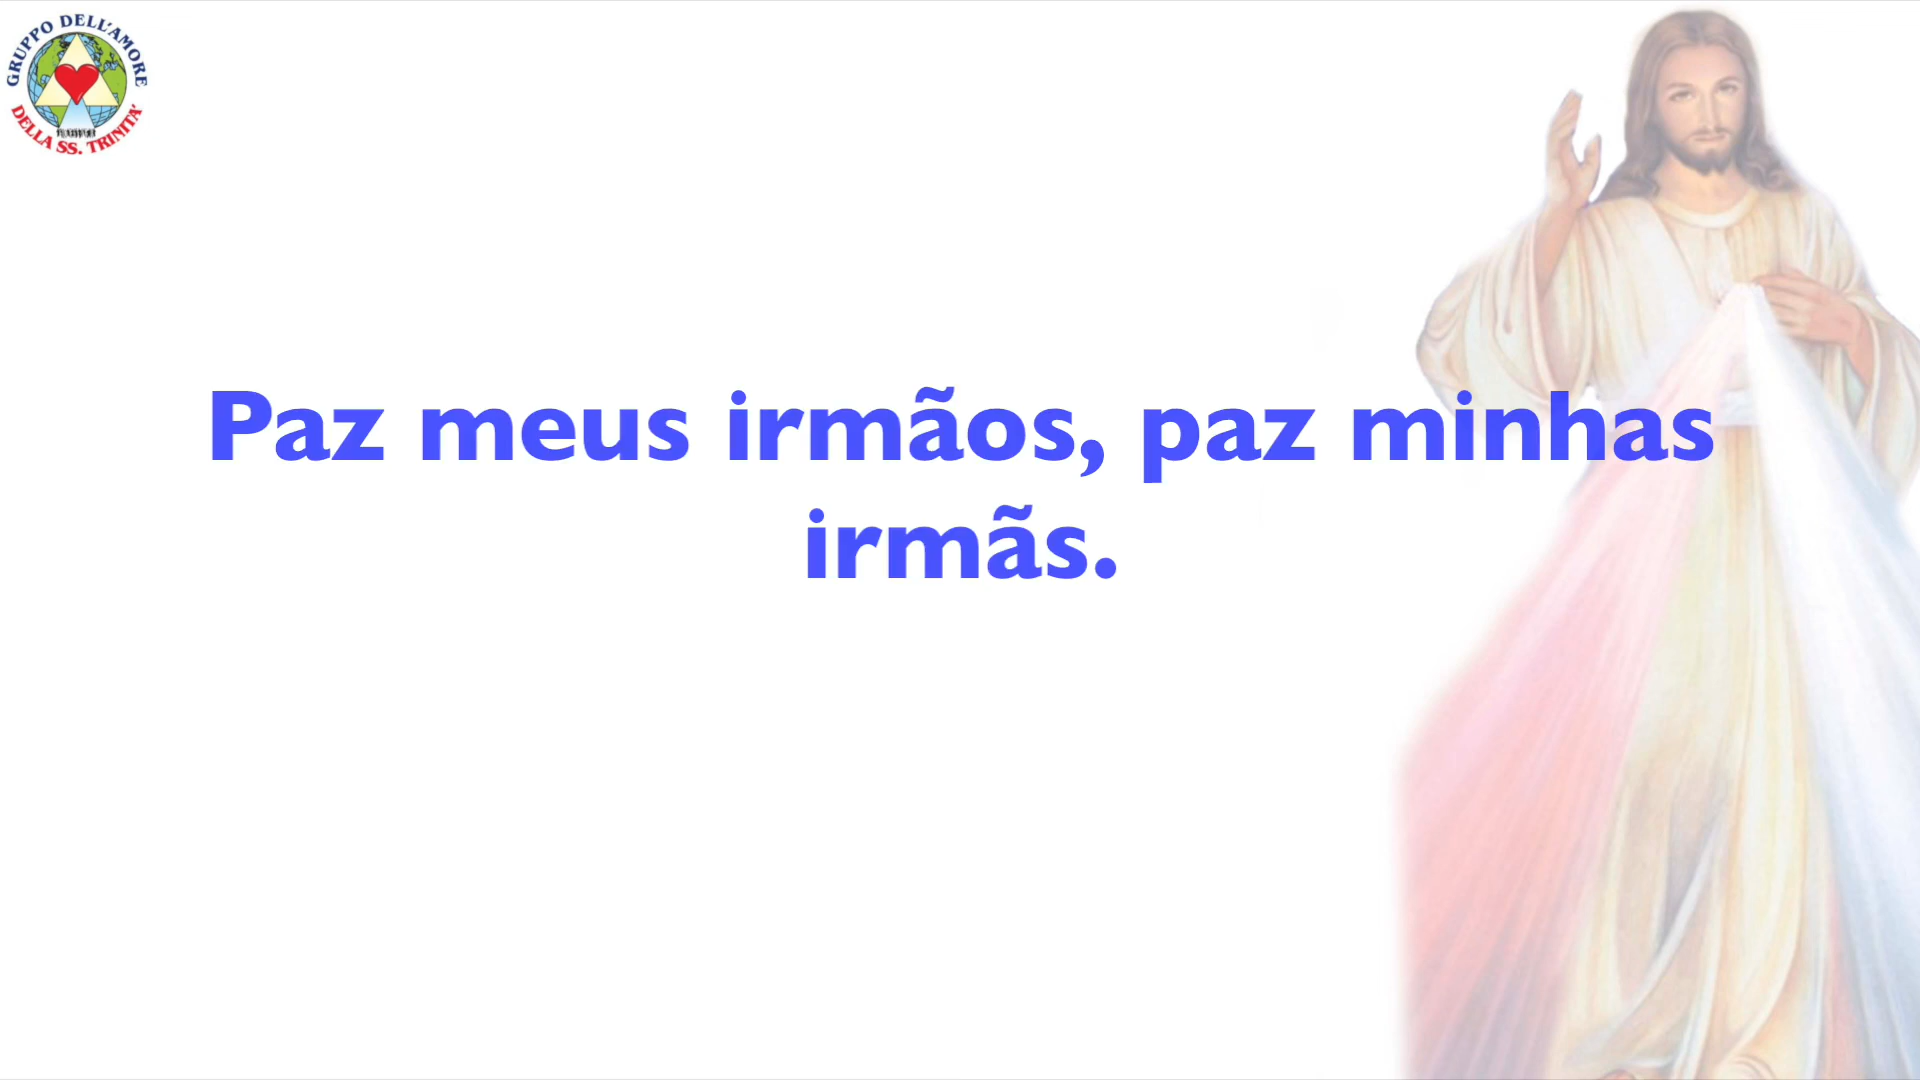 GRUPPO DELL'AMORE
DELLA SS. TRINITA'
Paz meus irmãos, paz minhas
irmãs.